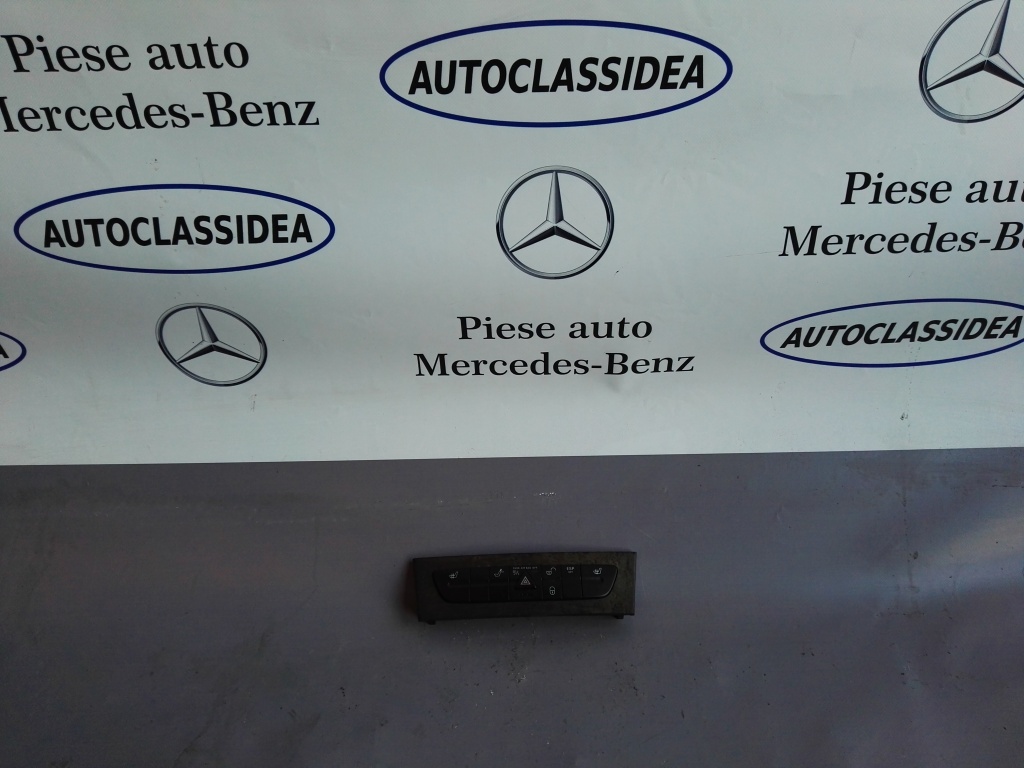 Piese auto
Mercedes-Benz
AUTOCLASSIDEA
AUTOCLASSIDEA
Piese aut
Mercedes-B
Piese auto
Mercedes-Benz
AUTOCLASSIDEA
A